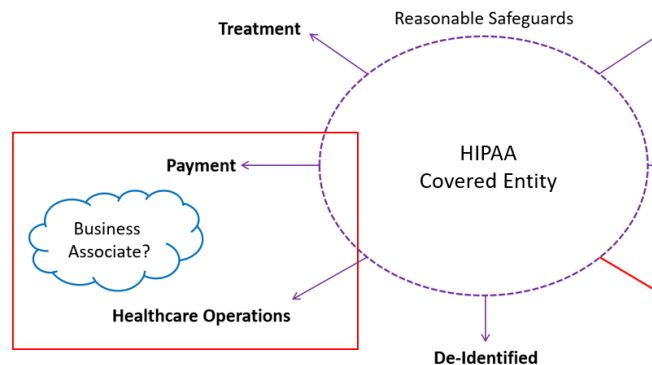 Reasonable Safeguards
Treatment
HIPAA
Covered Entity
Payment
Business
Associate?
Healthcare Operations
De-Identified